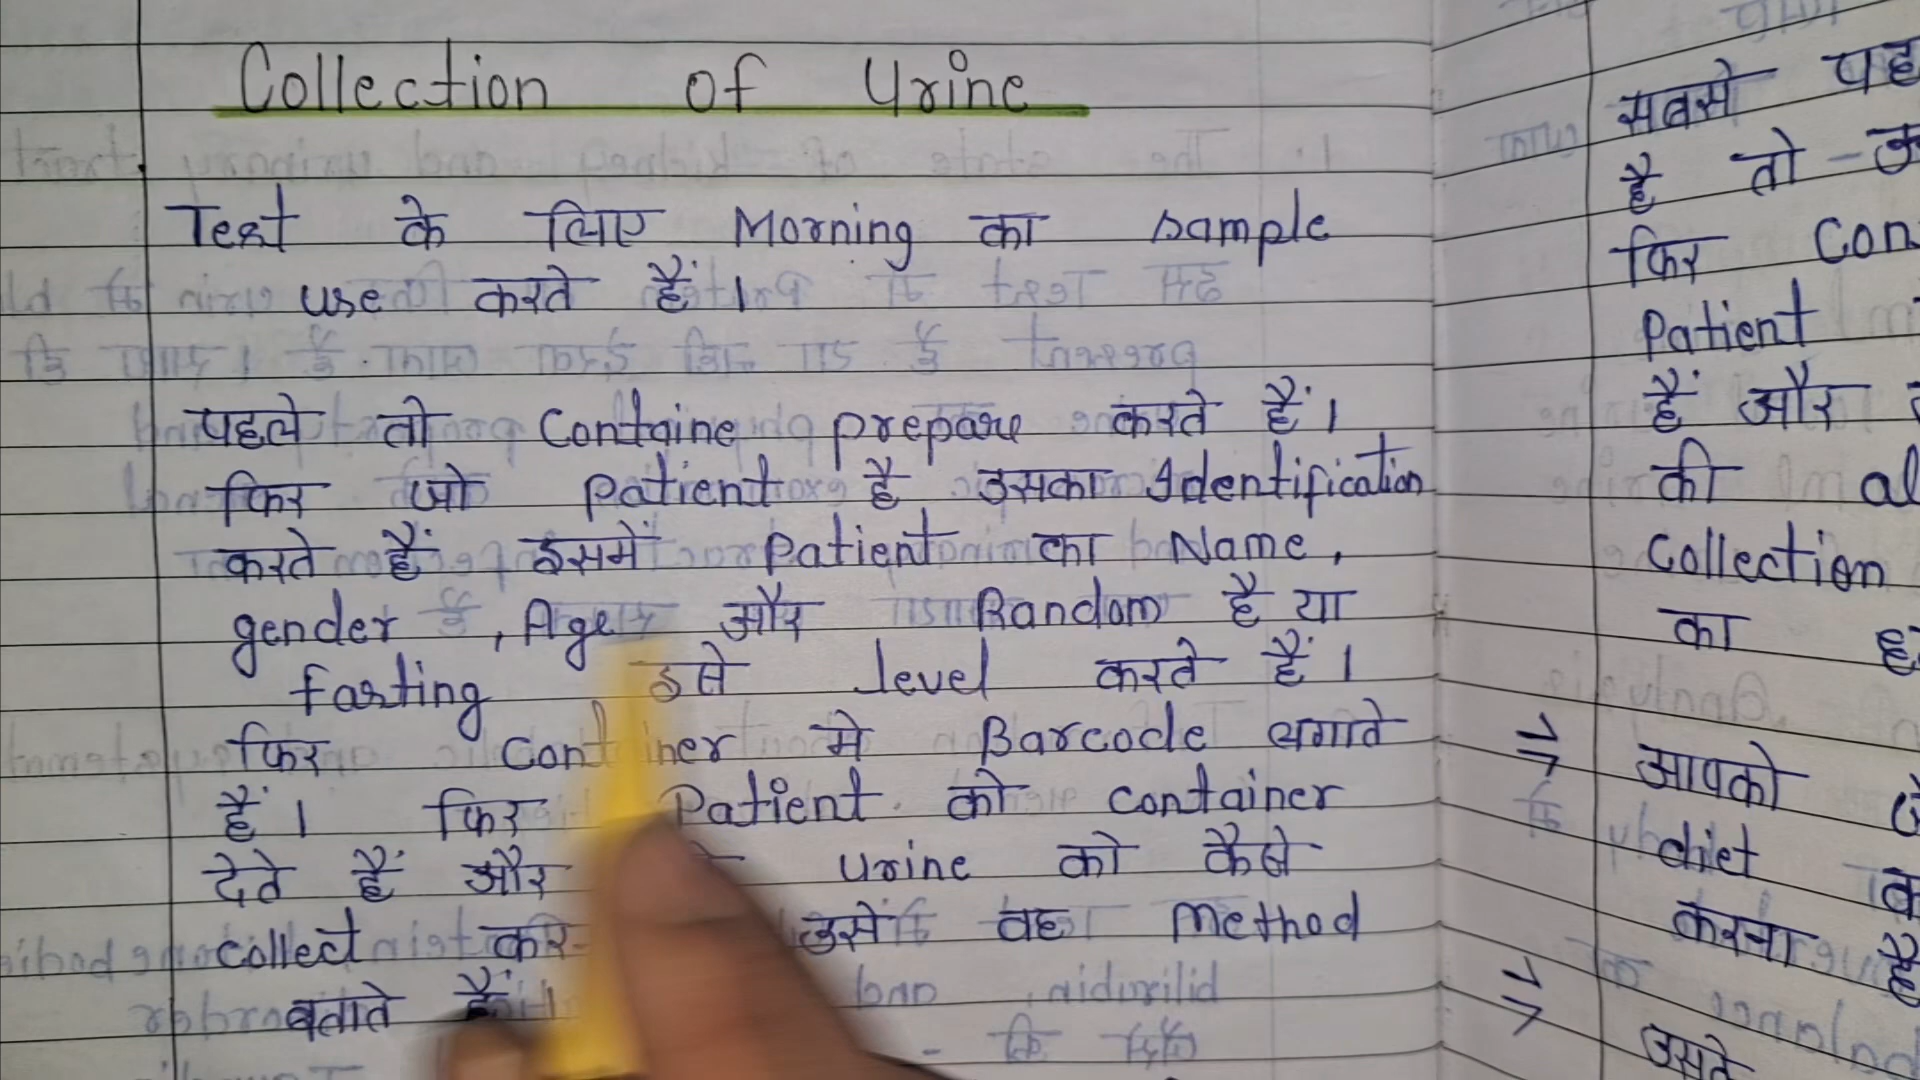 Collection of Urine
Test के लिए Morning का sample
use करते हैं।
पहले तो Containe prepare करते हैं।
फिर जो patient है उसका Identification
करते हैं इसमें patient का Name,
gender, Age और Random है या
fasting इसे level करते हैं।
फिर container मे Barcode लगाते
हैं। फिर Patient को container
देते हैं और urine को कैसे
collect उसे वह Method
बताते हैं।
सबसे
है तो
फिर
Patient
हैं और
की
Collection
का
⇒ आपको
diet
करना है
⇒ उसने